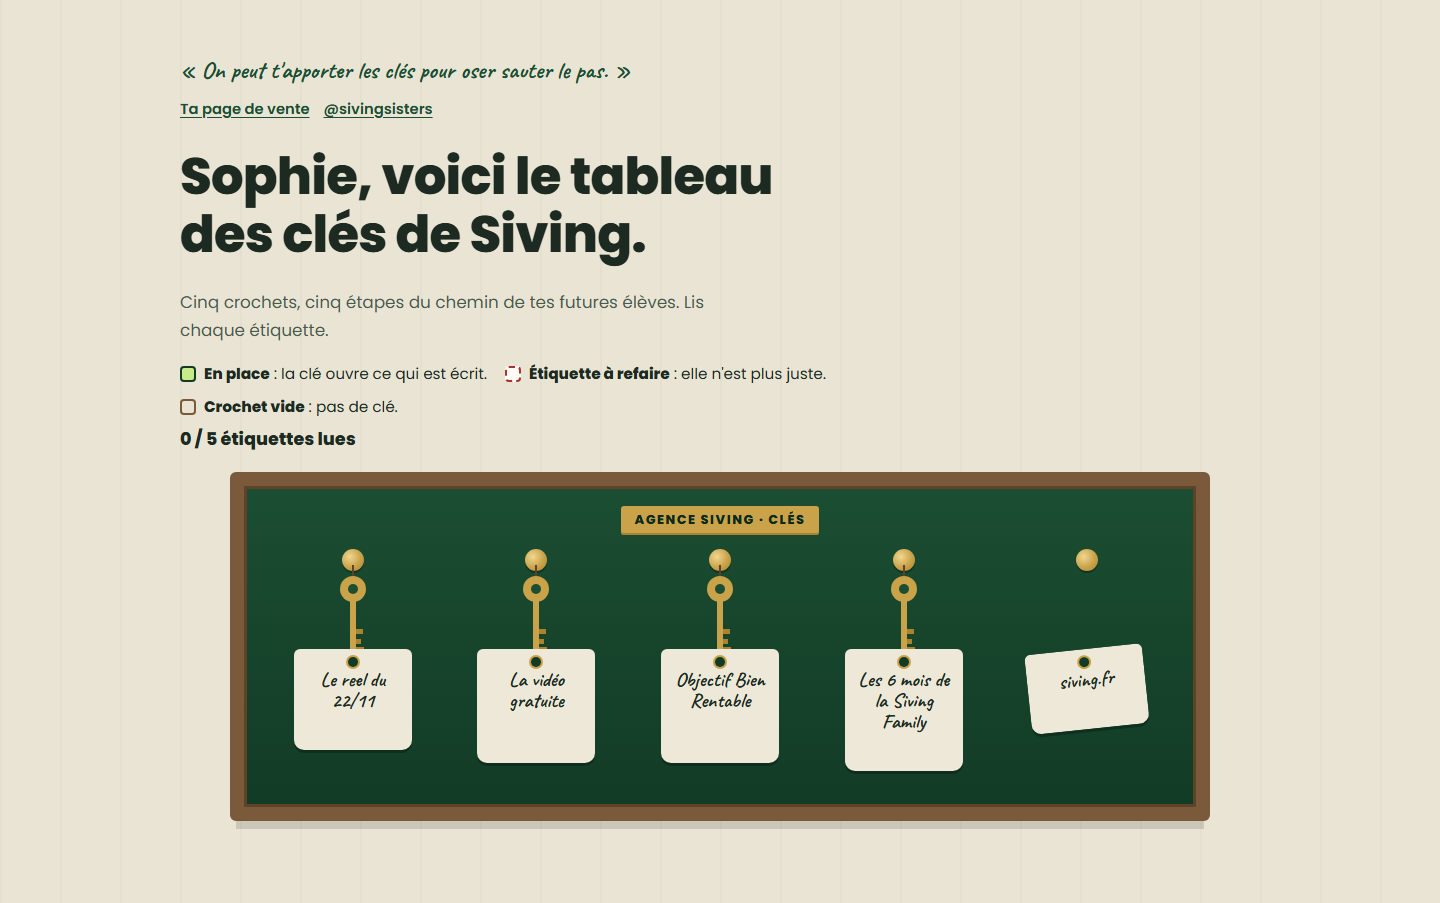 « On peut t'apporter les clés pour oser sauter le pas. »
Ta page de vente @sivingsisters
Sophie, voici le tableau
des clés de Siving.
Cinq crochets, cinq étapes du chemin de tes futures élèves. Lis
chaque étiquette.
En place : la clé ouvre ce qui est écrit. Étiquette à refaire : elle n'est plus juste.
Crochet vide : pas de clé.
0 / 5 étiquettes lues
AGENCE SIVING · CLÉS
Le reel du
22/11
La vidéo
gratuite
Objectif Bien
Rentable
Les 6 mois de
la Siving
Family
siving.fr